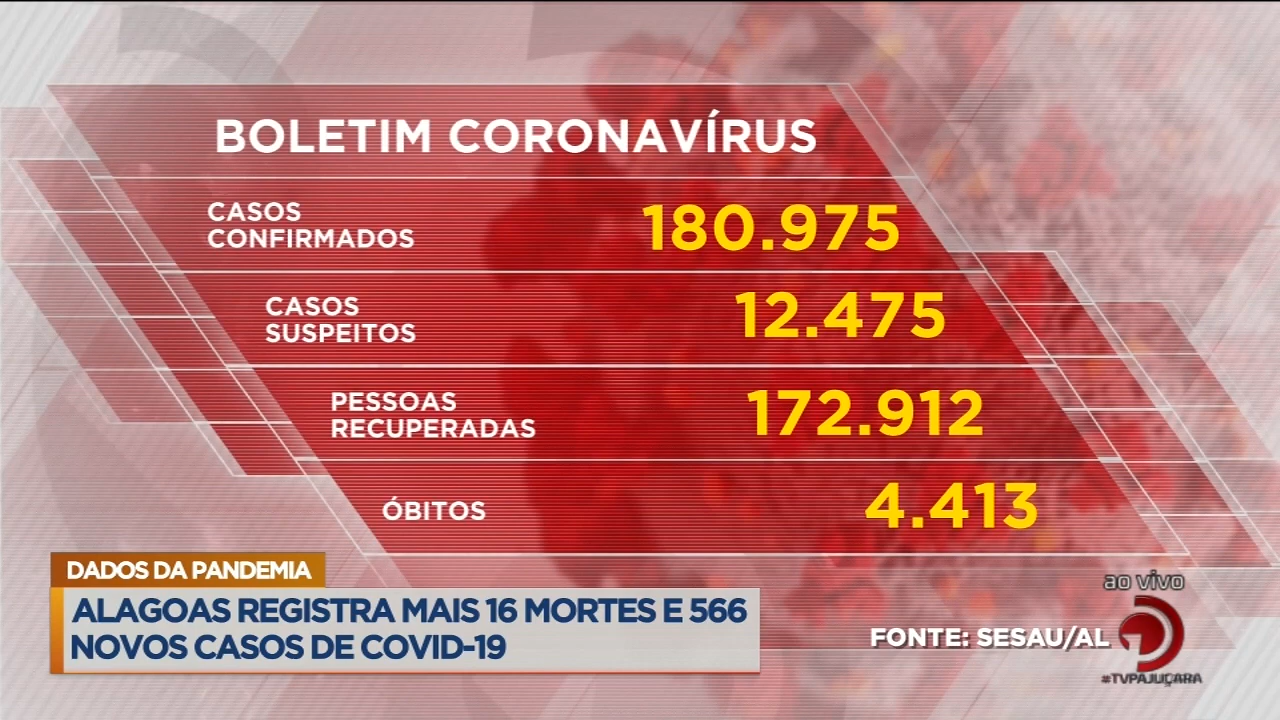 BOLETIM CORONAVÍRUS
CASOS
CONFIRMADOS
180.975
CASOS
SUSPEITOS
12.475
PESSOAS
RECUPERADAS
172.912
ÓBITOS
4.413
DADOS DA PANDEMIA
ALAGOAS REGISTRA MAIS 16 MORTES E 566
NOVOS CASOS DE COVID-19
FONTE: SESAU/AL
ao vivo
#TVPAJUÇARA